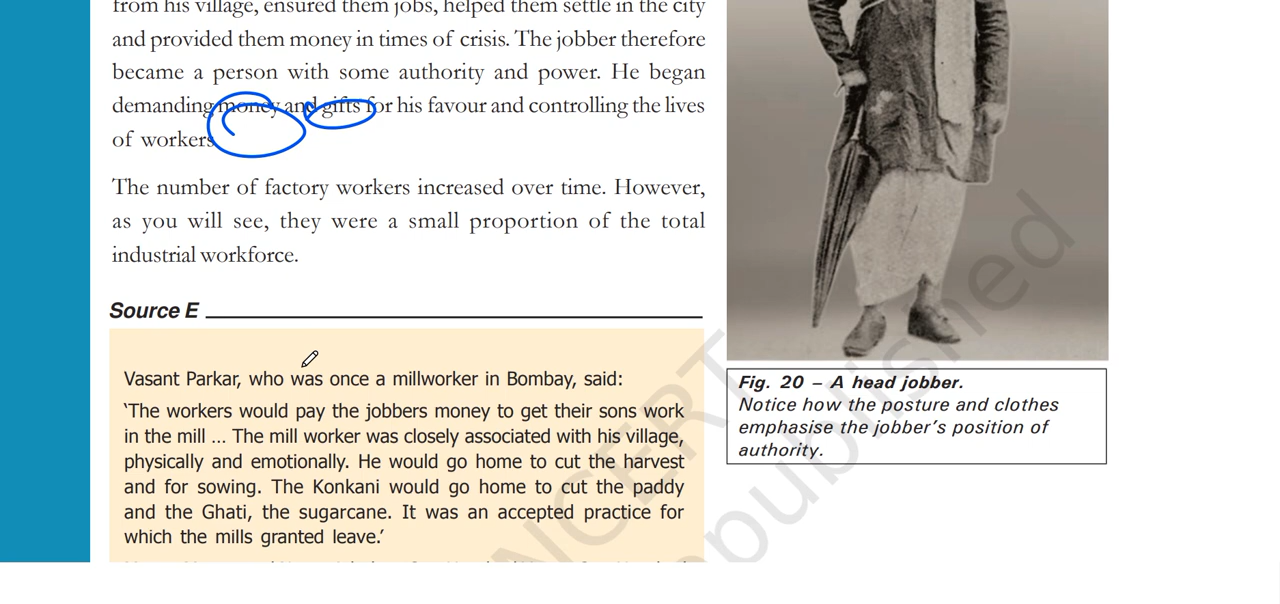 from his village, ensured them jobs, helped them settle in the city
and provided them money in times of crisis. The jobber therefore
became a person with some authority and power. He began
demanding money and gifts for his favour and controlling the lives
of workers
The number of factory workers increased over time. However,
as you will see, they were a small proportion of the total
industrial workforce.
Source E
Vasant Parkar, who was once a millworker in Bombay, said:
‘The workers would pay the jobbers money to get their sons work
in the mill ... The mill worker was closely associated with his village,
physically and emotionally. He would go home to cut the harvest
and for sowing. The Konkani would go home to cut the paddy
and the Ghati, the sugarcane. It was an accepted practice for
which the mills granted leave.’
Fig. 20 – A head jobber.
Notice how the posture and clothes
emphasise the jobber’s position of
authority.
NCERT
republished